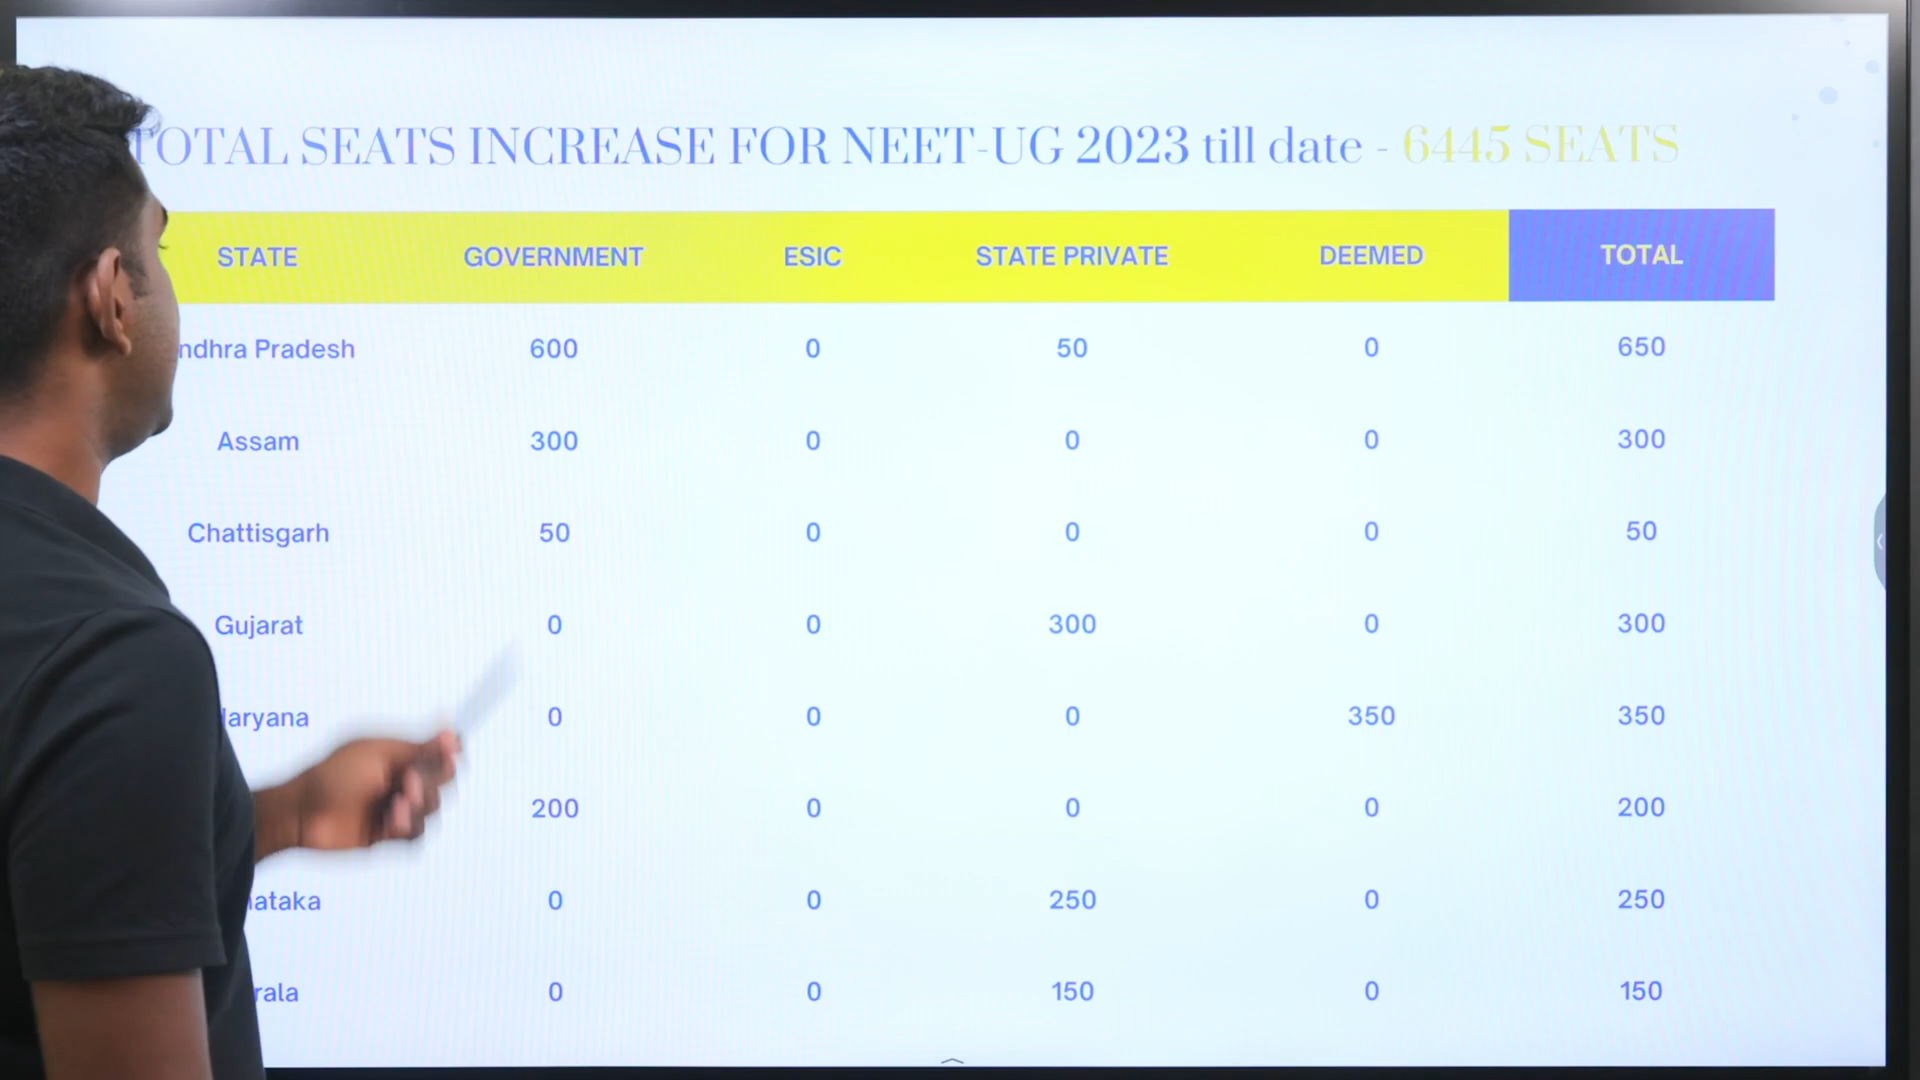 TOTAL SEATS INCREASE FOR NEET-UG 2023 till date - 6445 SEATS
STATE GOVERNMENT ESIC STATE PRIVATE DEEMED TOTAL
ndhra Pradesh 600 0 50 0 650
Assam 300 0 0 0 300
Chattisgarh 50 0 0 0 50
Gujarat 0 0 300 0 300
aryana 0 0 0 350 350
200 0 0 0 200
ataka 0 0 250 0 250
rala 0 0 150 0 150